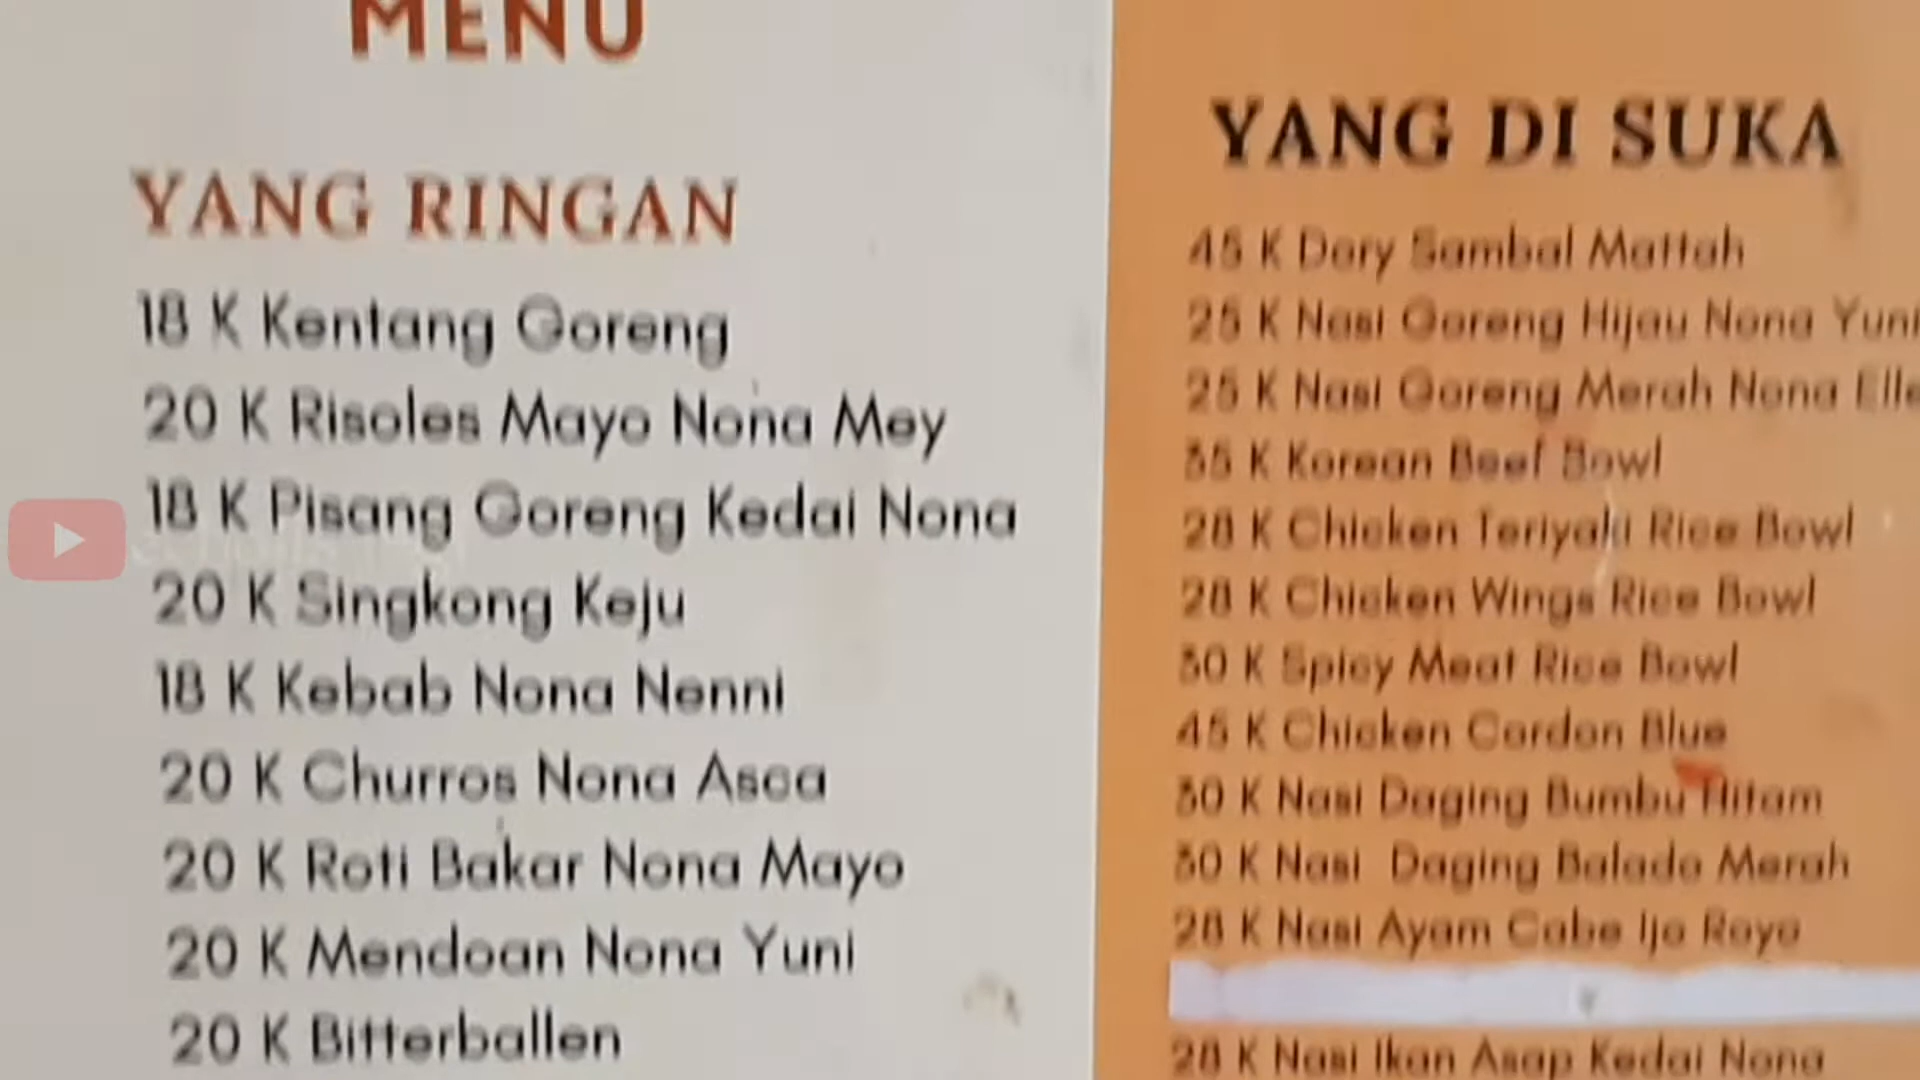 MENU
YANG RINGAN
18 K Kentang Goreng
20 K Risoles Mayo Nona Mey
18 K Pisang Goreng Kedai Nona
20 K Singkong Keju
18 K Kebab Nona Nenni
20 K Churros Nona Asca
20 K Roti Bakar Nona Mayo
20 K Mendoan Nona Yuni
20 K Bitterballen
YANG DI SUKA
45 K Dory Sambal Mattah
25 K Nasi Goreng Hijau Nona Yuni
25 K Nasi Goreng Merah Nona Elle
35 K Korean Beef Bowl
28 K Chicken Teriyaki Rice Bowl
28 K Chicken Wings Rice Bowl
30 K Spicy Meat Rice Bowl
45 K Chicken Cordon Blue
30 K Nasi Daging Bumbu Hitam
30 K Nasi Daging Balado Merah
28 K Nasi Ayam Cabe Ijo Royo
28 K Nasi Ikan Asap Kedai Nona